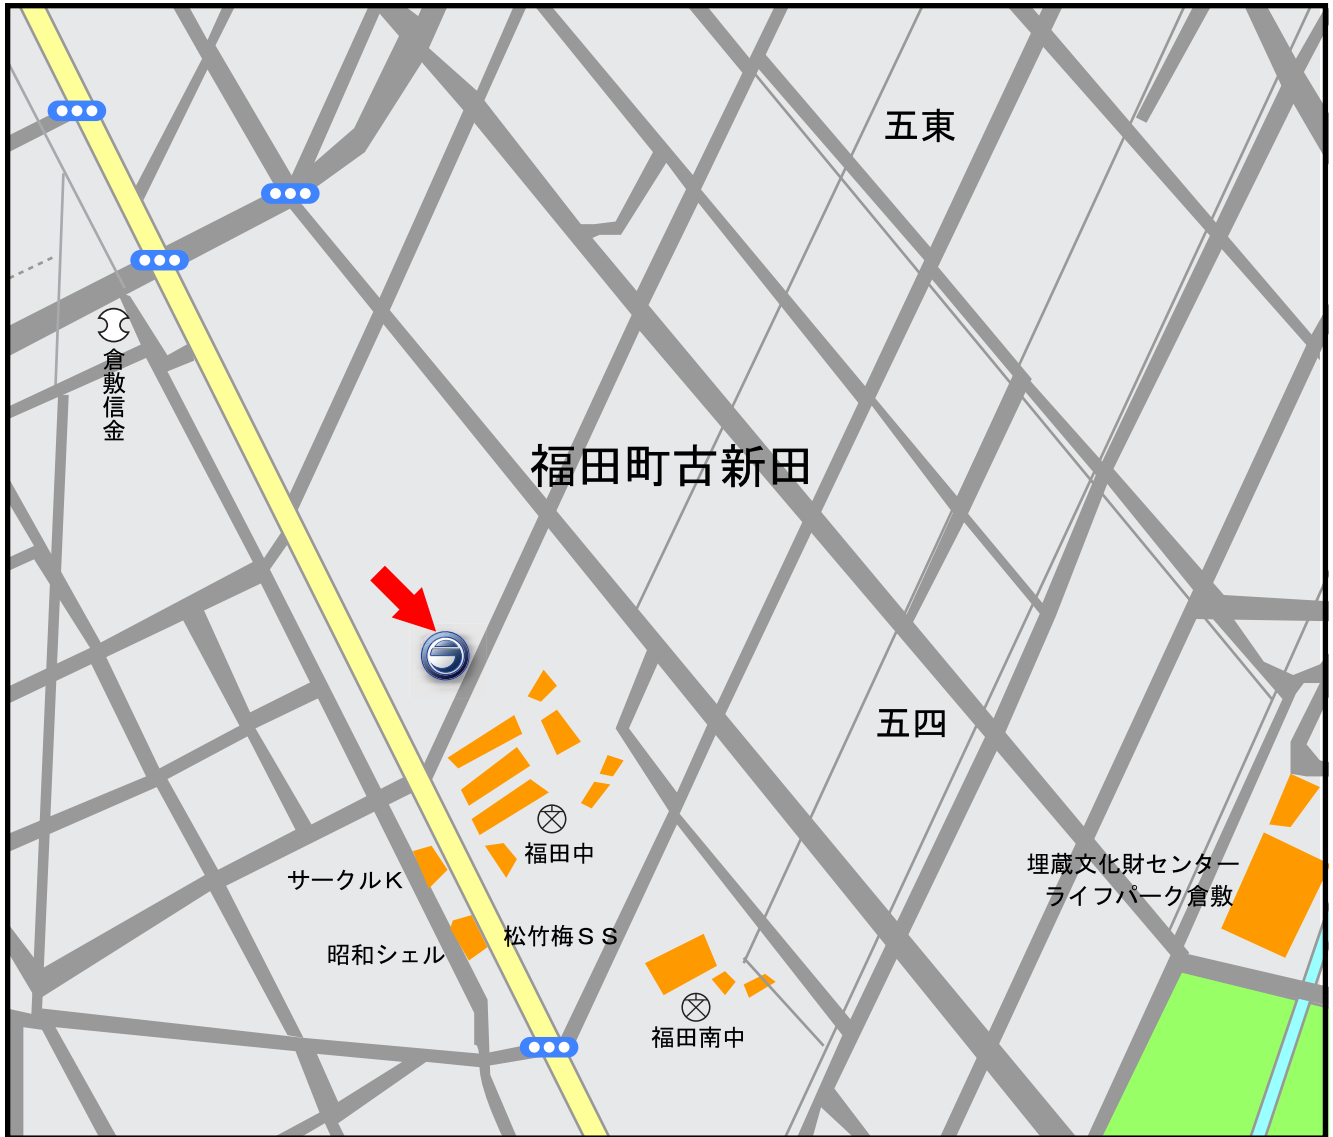 五東
倉敷信金
福田町古新田
五四
福田中
埋蔵文化財センター
ライフパーク倉敷
サークルK
松竹梅SS
昭和シェル
福田南中